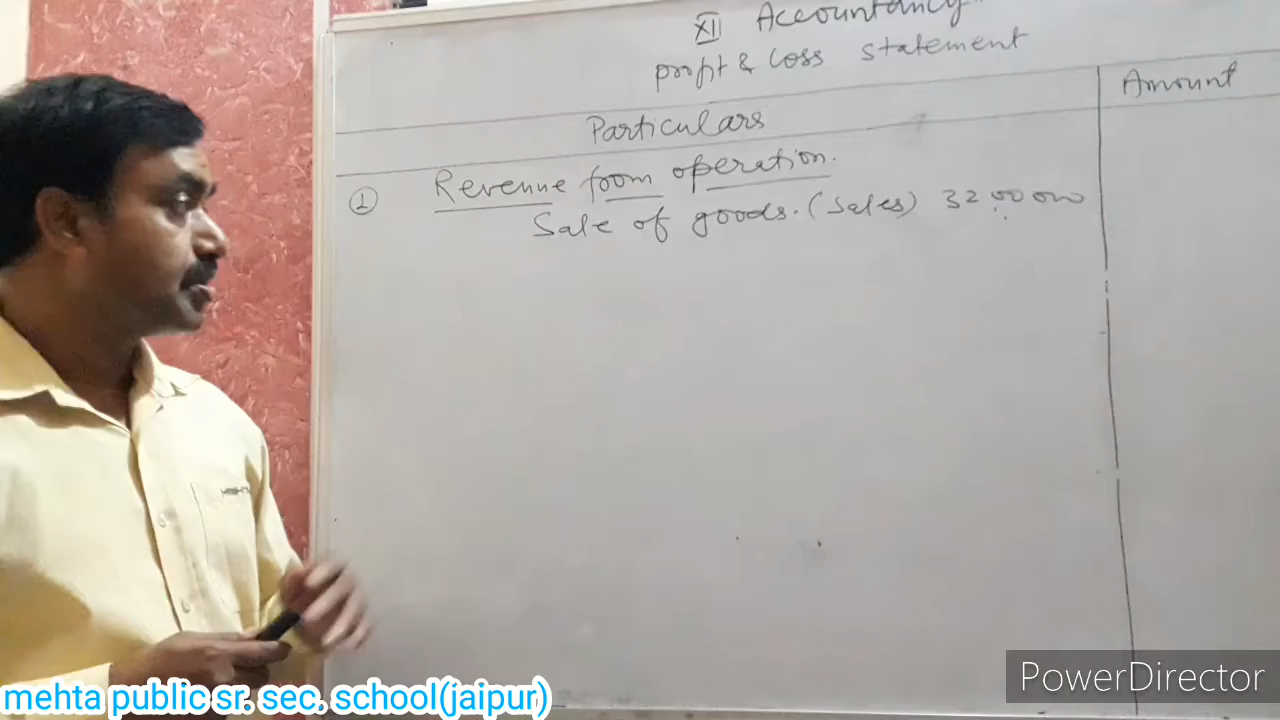 XII Accountancy
profit & loss statement
Particulars
Amount
① Revenue from operation.
Sale of goods. (Sales) 3200000
mehta public sr. sec. school(jaipur)
PowerDirector